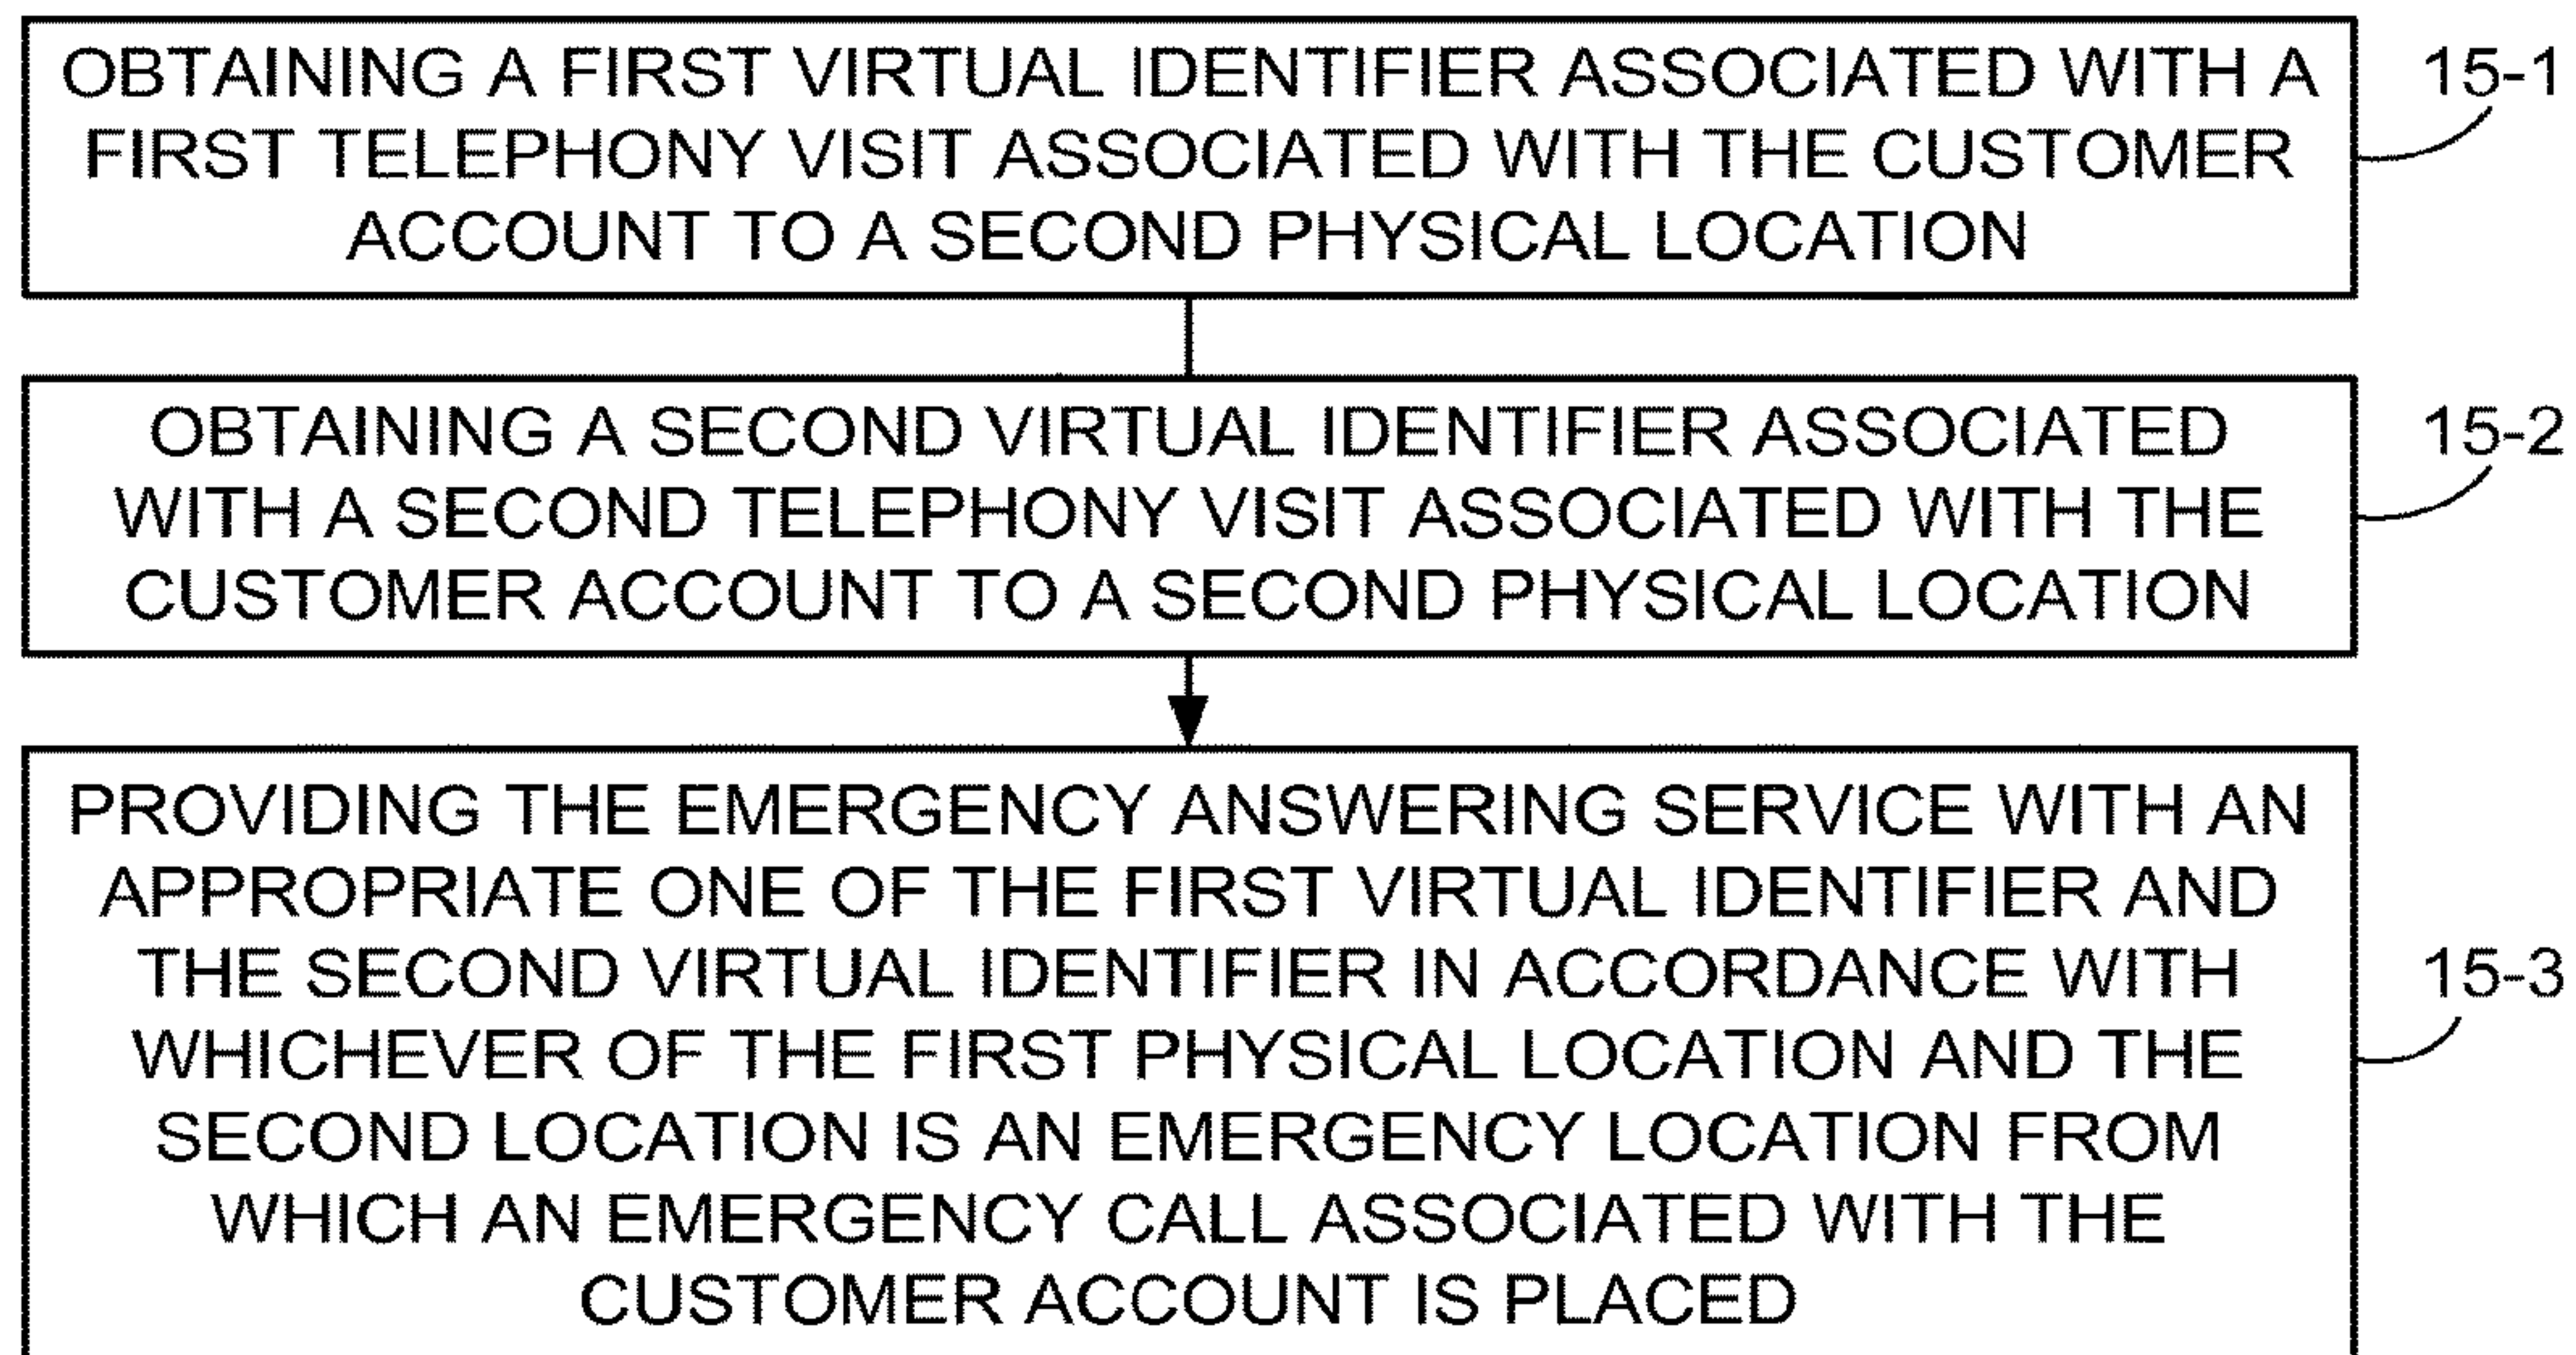 OBTAINING A FIRST VIRTUAL IDENTIFIER ASSOCIATED WITH A
FIRST TELEPHONY VISIT ASSOCIATED WITH THE CUSTOMER
ACCOUNT TO A SECOND PHYSICAL LOCATION
15-1
OBTAINING A SECOND VIRTUAL IDENTIFIER ASSOCIATED
WITH A SECOND TELEPHONY VISIT ASSOCIATED WITH THE
CUSTOMER ACCOUNT TO A SECOND PHYSICAL LOCATION
15-2
PROVIDING THE EMERGENCY ANSWERING SERVICE WITH AN
APPROPRIATE ONE OF THE FIRST VIRTUAL IDENTIFIER AND
THE SECOND VIRTUAL IDENTIFIER IN ACCORDANCE WITH
WHICHEVER OF THE FIRST PHYSICAL LOCATION AND THE
SECOND LOCATION IS AN EMERGENCY LOCATION FROM
WHICH AN EMERGENCY CALL ASSOCIATED WITH THE
CUSTOMER ACCOUNT IS PLACED
15-3